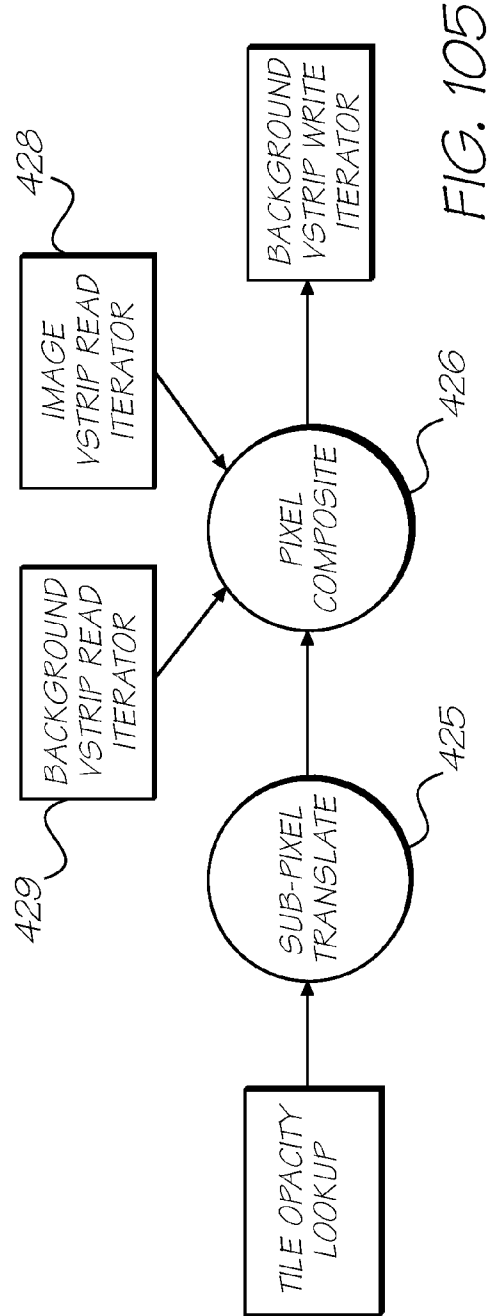 429
BACKGROUND
VSTRIP READ
ITERATOR
428
IMAGE
VSTRIP READ
ITERATOR
TILE OPACITY
LOOKUP
SUB-PIXEL
TRANSLATE
425
PIXEL
COMPOSITE
426
BACKGROUND
VSTRIP WRITE
ITERATOR
FIG. 105